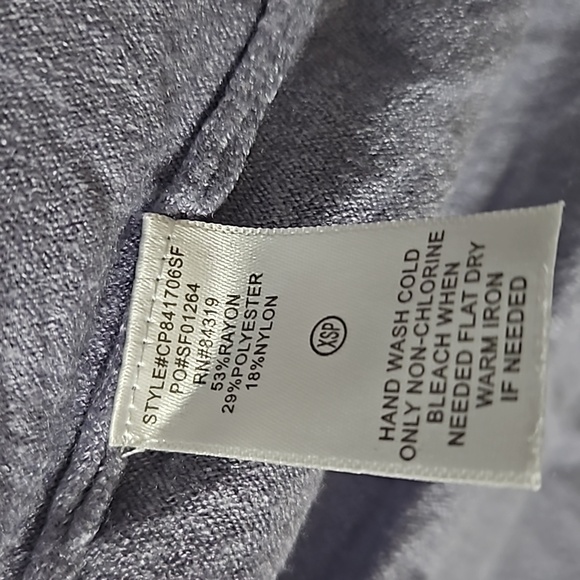 STYLE#CP841706SF
PO#SF01264
RN#84319
53%RAYON
29%POLYESTER
18%NYLON
XSP
HAND WASH COLD
ONLY NON-CHLORINE
BLEACH WHEN
NEEDED FLAT DRY
WARM IRON
IF NEEDED